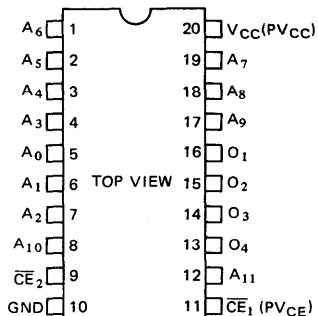 A6 1 20 VCC(PVCC)
A5 2 19 A7
A4 3 18 A8
A3 4 17 A9
A0 5 16 O1
A1 6 TOP VIEW 15 O2
A2 7 14 O3
A10 8 13 O4
C̅E̅2 9 12 A11
GND 10 11 C̅E̅1 (PVCE)